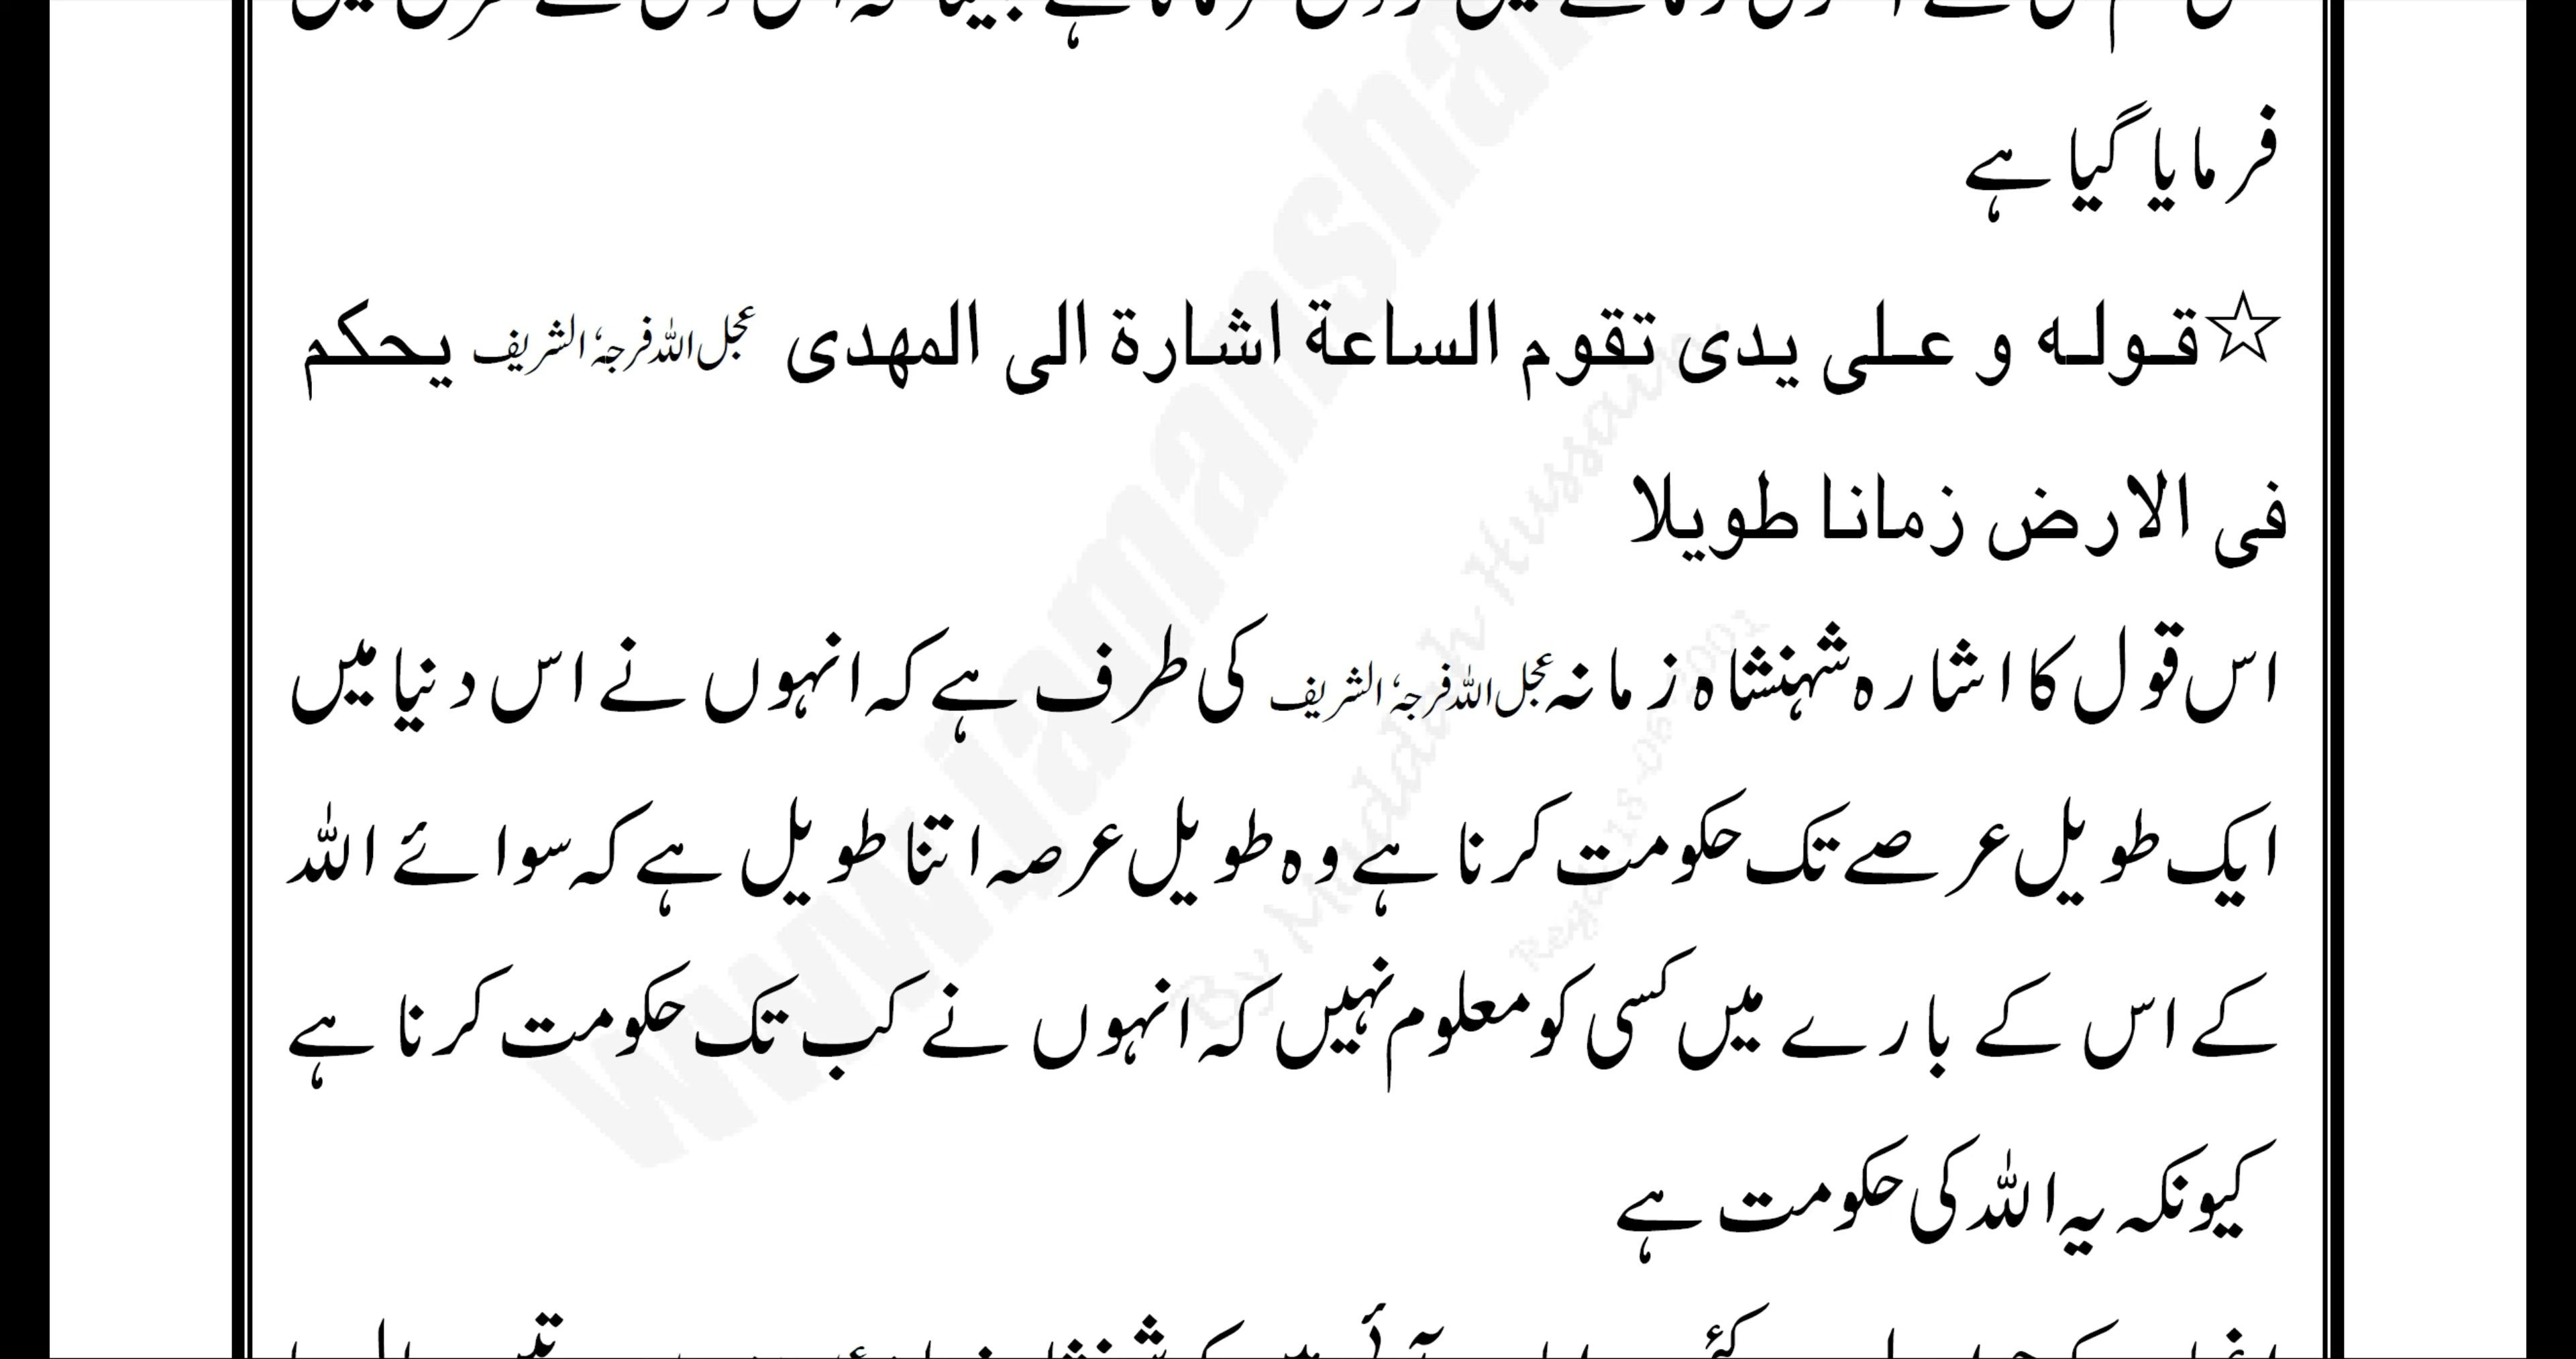 فرمایا گیا ہے
☆قولہ و علی یدی تقوم الساعة اشارة الی المهدی عجل اللہ فرجہٗ الشریف یحکم
فی الارض زمانا طویلا
اس قول کا اشارہ شہنشاہ زمانہ عجل اللہ فرجہٗ الشریف کی طرف ہے کہ انہوں نے اس دنیا میں
ایک طویل عرصے تک حکومت کرنا ہے وہ طویل عرصہ اتنا طویل ہے کہ سوائے اللہ
کے اس کے بارے میں کسی کو معلوم نہیں کہ انہوں نے کب تک حکومت کرنا ہے
کیونکہ یہ اللہ کی حکومت ہے